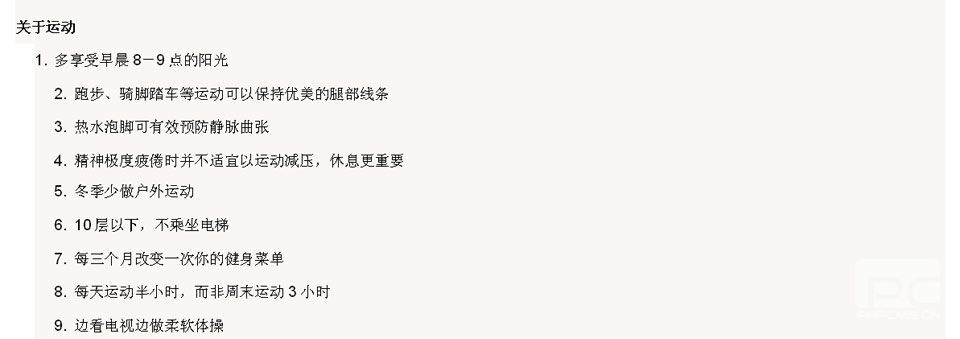 关于运动
1. 多享受早晨 8－9 点的阳光
2. 跑步、骑脚踏车等运动可以保持优美的腿部线条
3. 热水泡脚可有效预防静脉曲张
4. 精神极度疲倦时并不适宜以运动减压，休息更重要
5. 冬季少做户外运动
6. 10 层以下，不乘坐电梯
7. 每三个月改变一次你的健身菜单
8. 每天运动半小时，而非周末运动 3 小时
9. 边看电视边做柔软体操